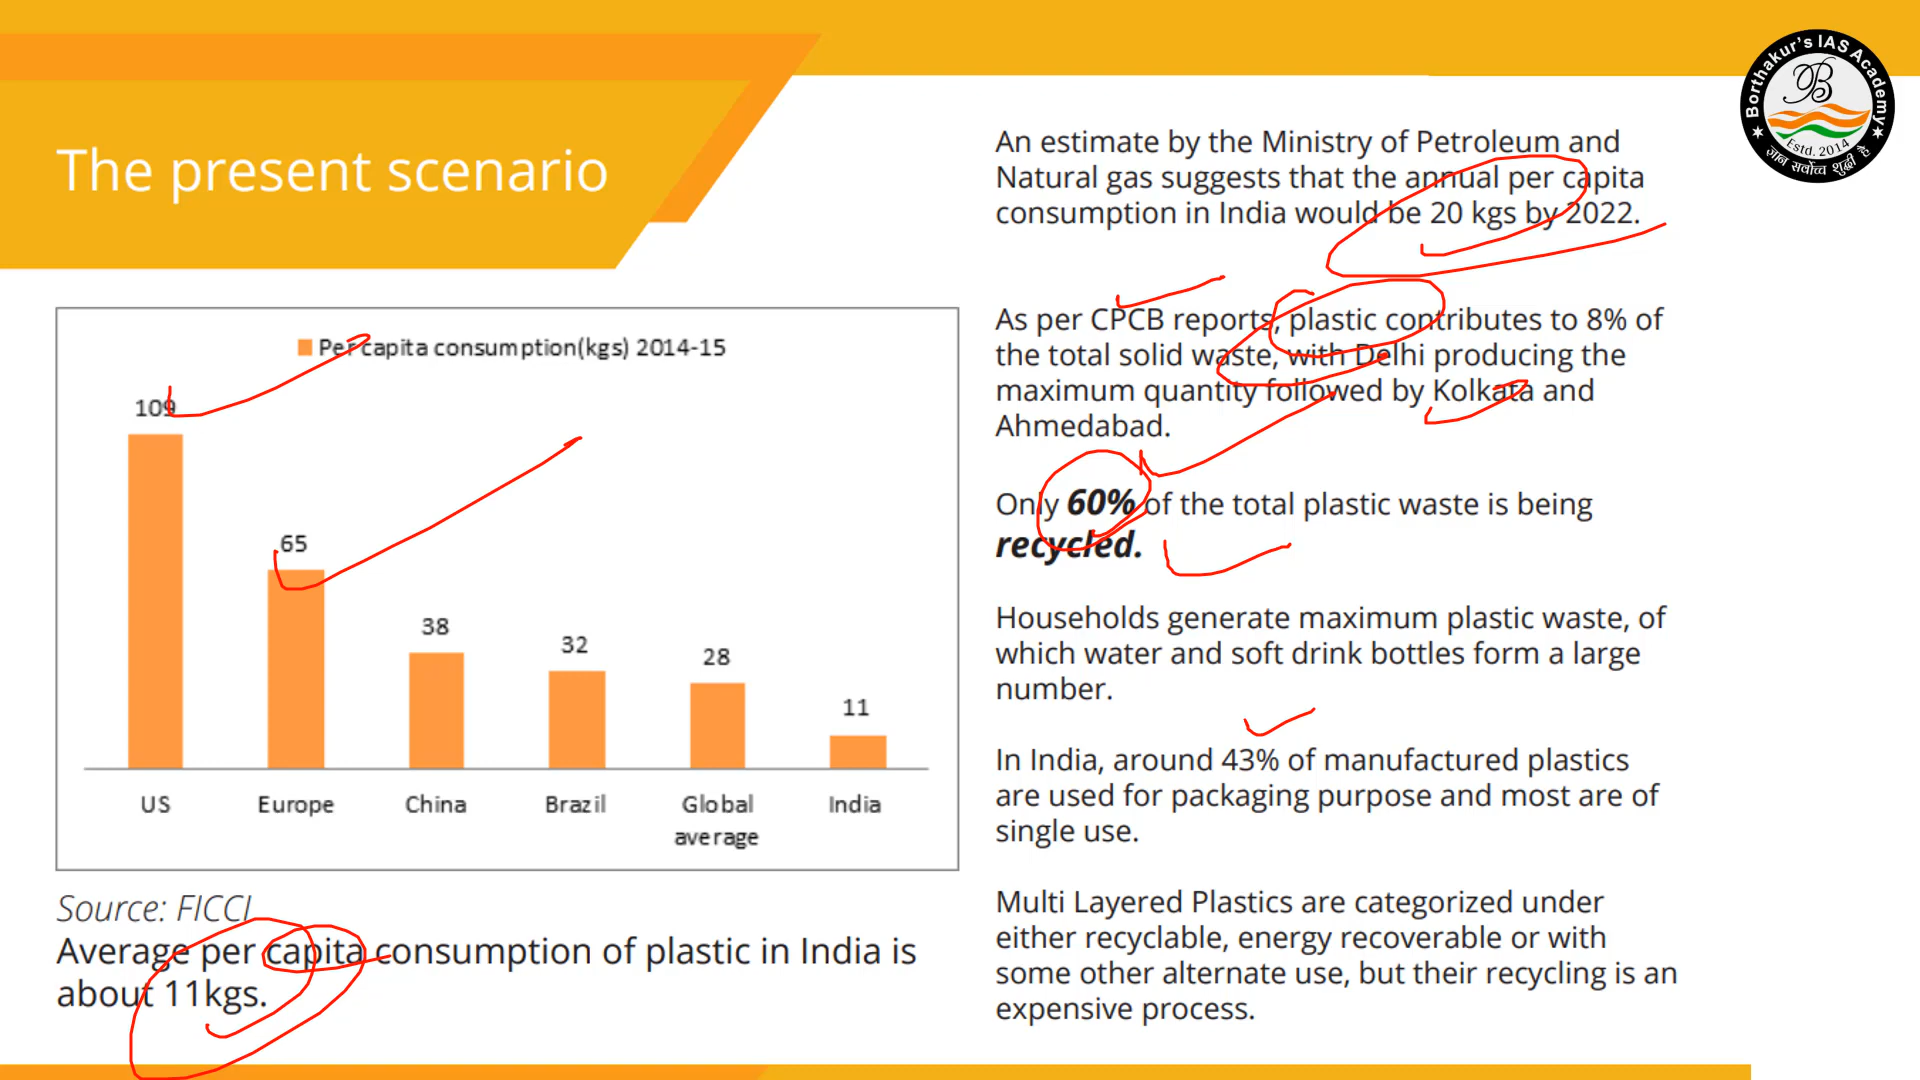 The present scenario
Per capita consumption(kgs) 2014-15
109
65
38
32
28
11
US
Europe
China
Brazil
Global
average
India
Source: FICCI
Average per capita consumption of plastic in India is
about 11kgs.
An estimate by the Ministry of Petroleum and
Natural gas suggests that the annual per capita
consumption in India would be 20 kgs by 2022.
As per CPCB reports, plastic contributes to 8% of
the total solid waste, with Delhi producing the
maximum quantity followed by Kolkata and
Ahmedabad.
Only 60% of the total plastic waste is being
recycled.
Households generate maximum plastic waste, of
which water and soft drink bottles form a large
number.
In India, around 43% of manufactured plastics
are used for packaging purpose and most are of
single use.
Multi Layered Plastics are categorized under
either recyclable, energy recoverable or with
some other alternate use, but their recycling is an
expensive process.
Borthakur's IAS Academy
B
Estd. 2014
ज्ञान सर्वोच्च शुद्धी है